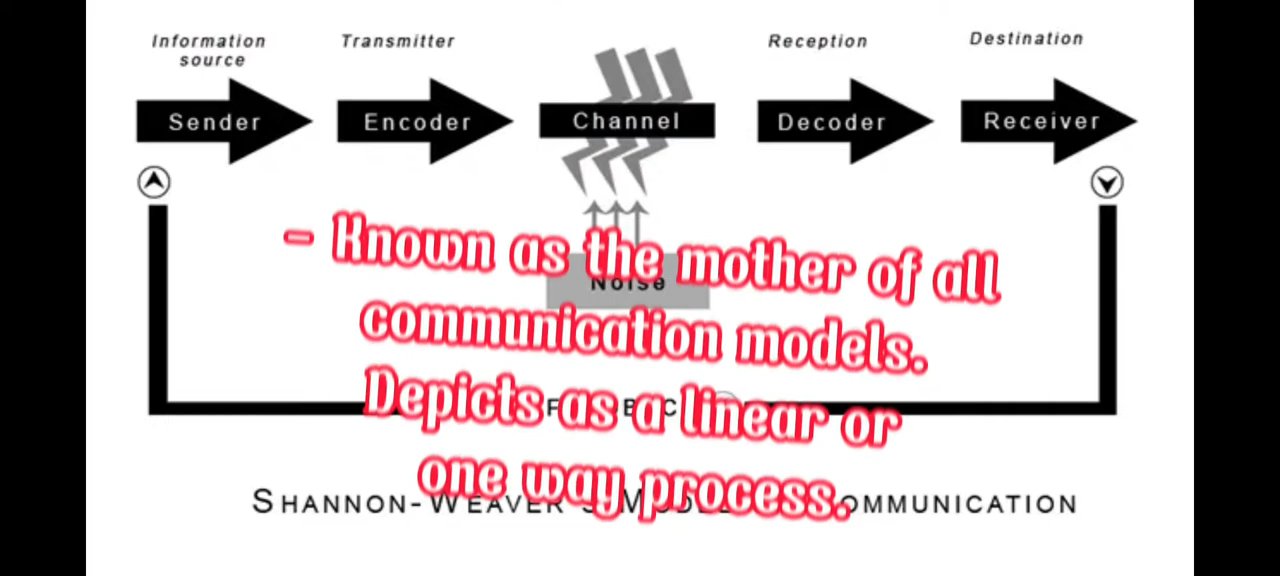 Information
source
Transmitter
Reception
Destination
Sender
Encoder
Channel
Decoder
Receiver
Noise
- Known as the mother of all
communication models.
Depicts as a linear or
one way process.
SHANNON-WEAVER'S